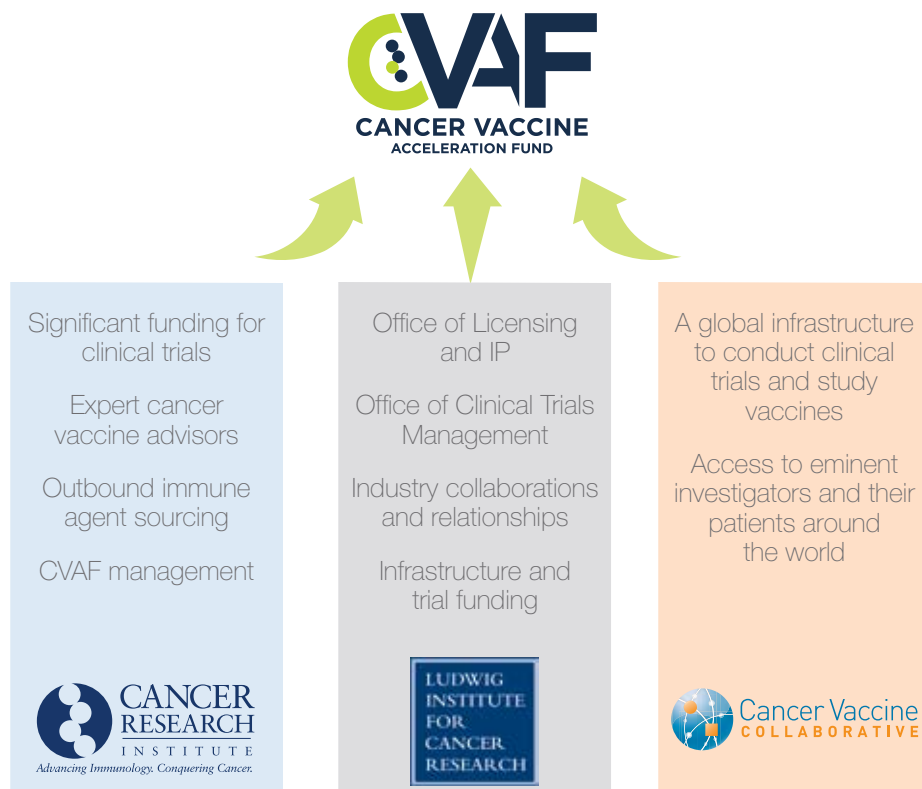 CVAF
CANCER VACCINE
ACCELERATION FUND
Significant funding for
clinical trials
Expert cancer
vaccine advisors
Outbound immune
agent sourcing
CVAF management
CANCER
RESEARCH
INSTITUTE
Advancing Immunology. Conquering Cancer.
Office of Licensing
and IP
Office of Clinical Trials
Management
Industry collaborations
and relationships
Infrastructure and
trial funding
LUDWIG
INSTITUTE
FOR
CANCER
RESEARCH
A global infrastructure
to conduct clinical
trials and study
vaccines
Access to eminent
investigators and their
patients around
the world
Cancer Vaccine
COLLABORATIVE